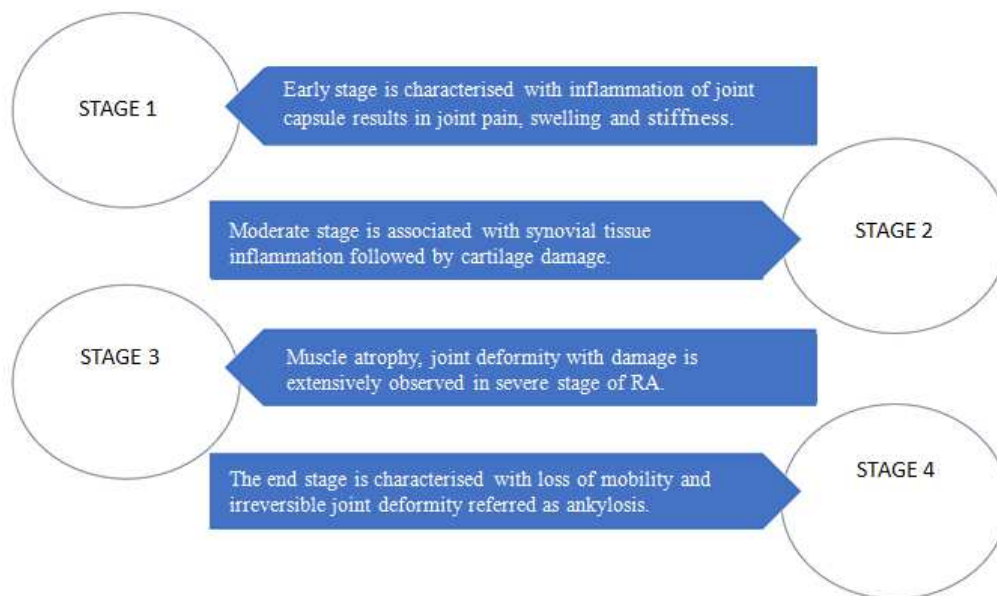 STAGE 1
Early stage is characterised with inflammation of joint
capsule results in joint pain, swelling and stiffness.
Moderate stage is associated with synovial tissue
inflammation followed by cartilage damage.
STAGE 2
STAGE 3
Muscle atrophy, joint deformity with damage is
extensively observed in severe stage of RA.
The end stage is characterised with loss of mobility and
irreversible joint deformity referred as ankylosis.
STAGE 4